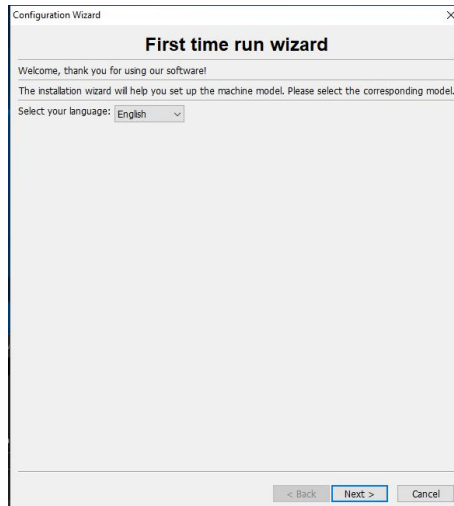 Configuration Wizard
First time run wizard
Welcome, thank you for using our software!
The installation wizard will help you set up the machine model. Please select the corresponding model.
Select your language: English
< Back Next > Cancel